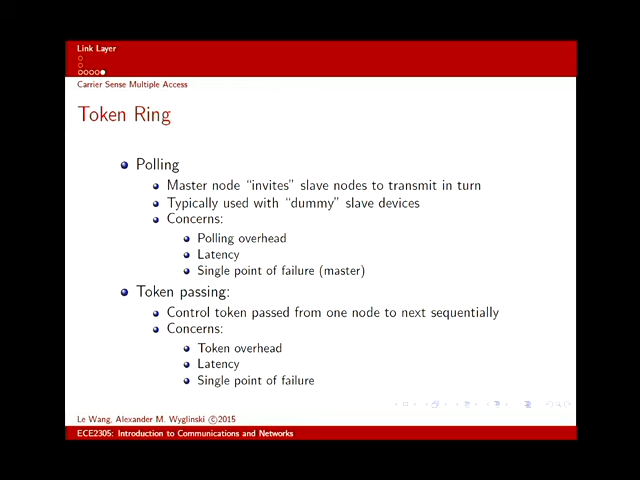 Link Layer
Carrier Sense Multiple Access
Token Ring
Polling
Master node “invites” slave nodes to transmit in turn
Typically used with “dummy” slave devices
Concerns:
Polling overhead
Latency
Single point of failure (master)
Token passing:
Control token passed from one node to next sequentially
Concerns:
Token overhead
Latency
Single point of failure
Le Wang, Alexander M. Wyglinski ©2015
ECE2305: Introduction to Communications and Networks